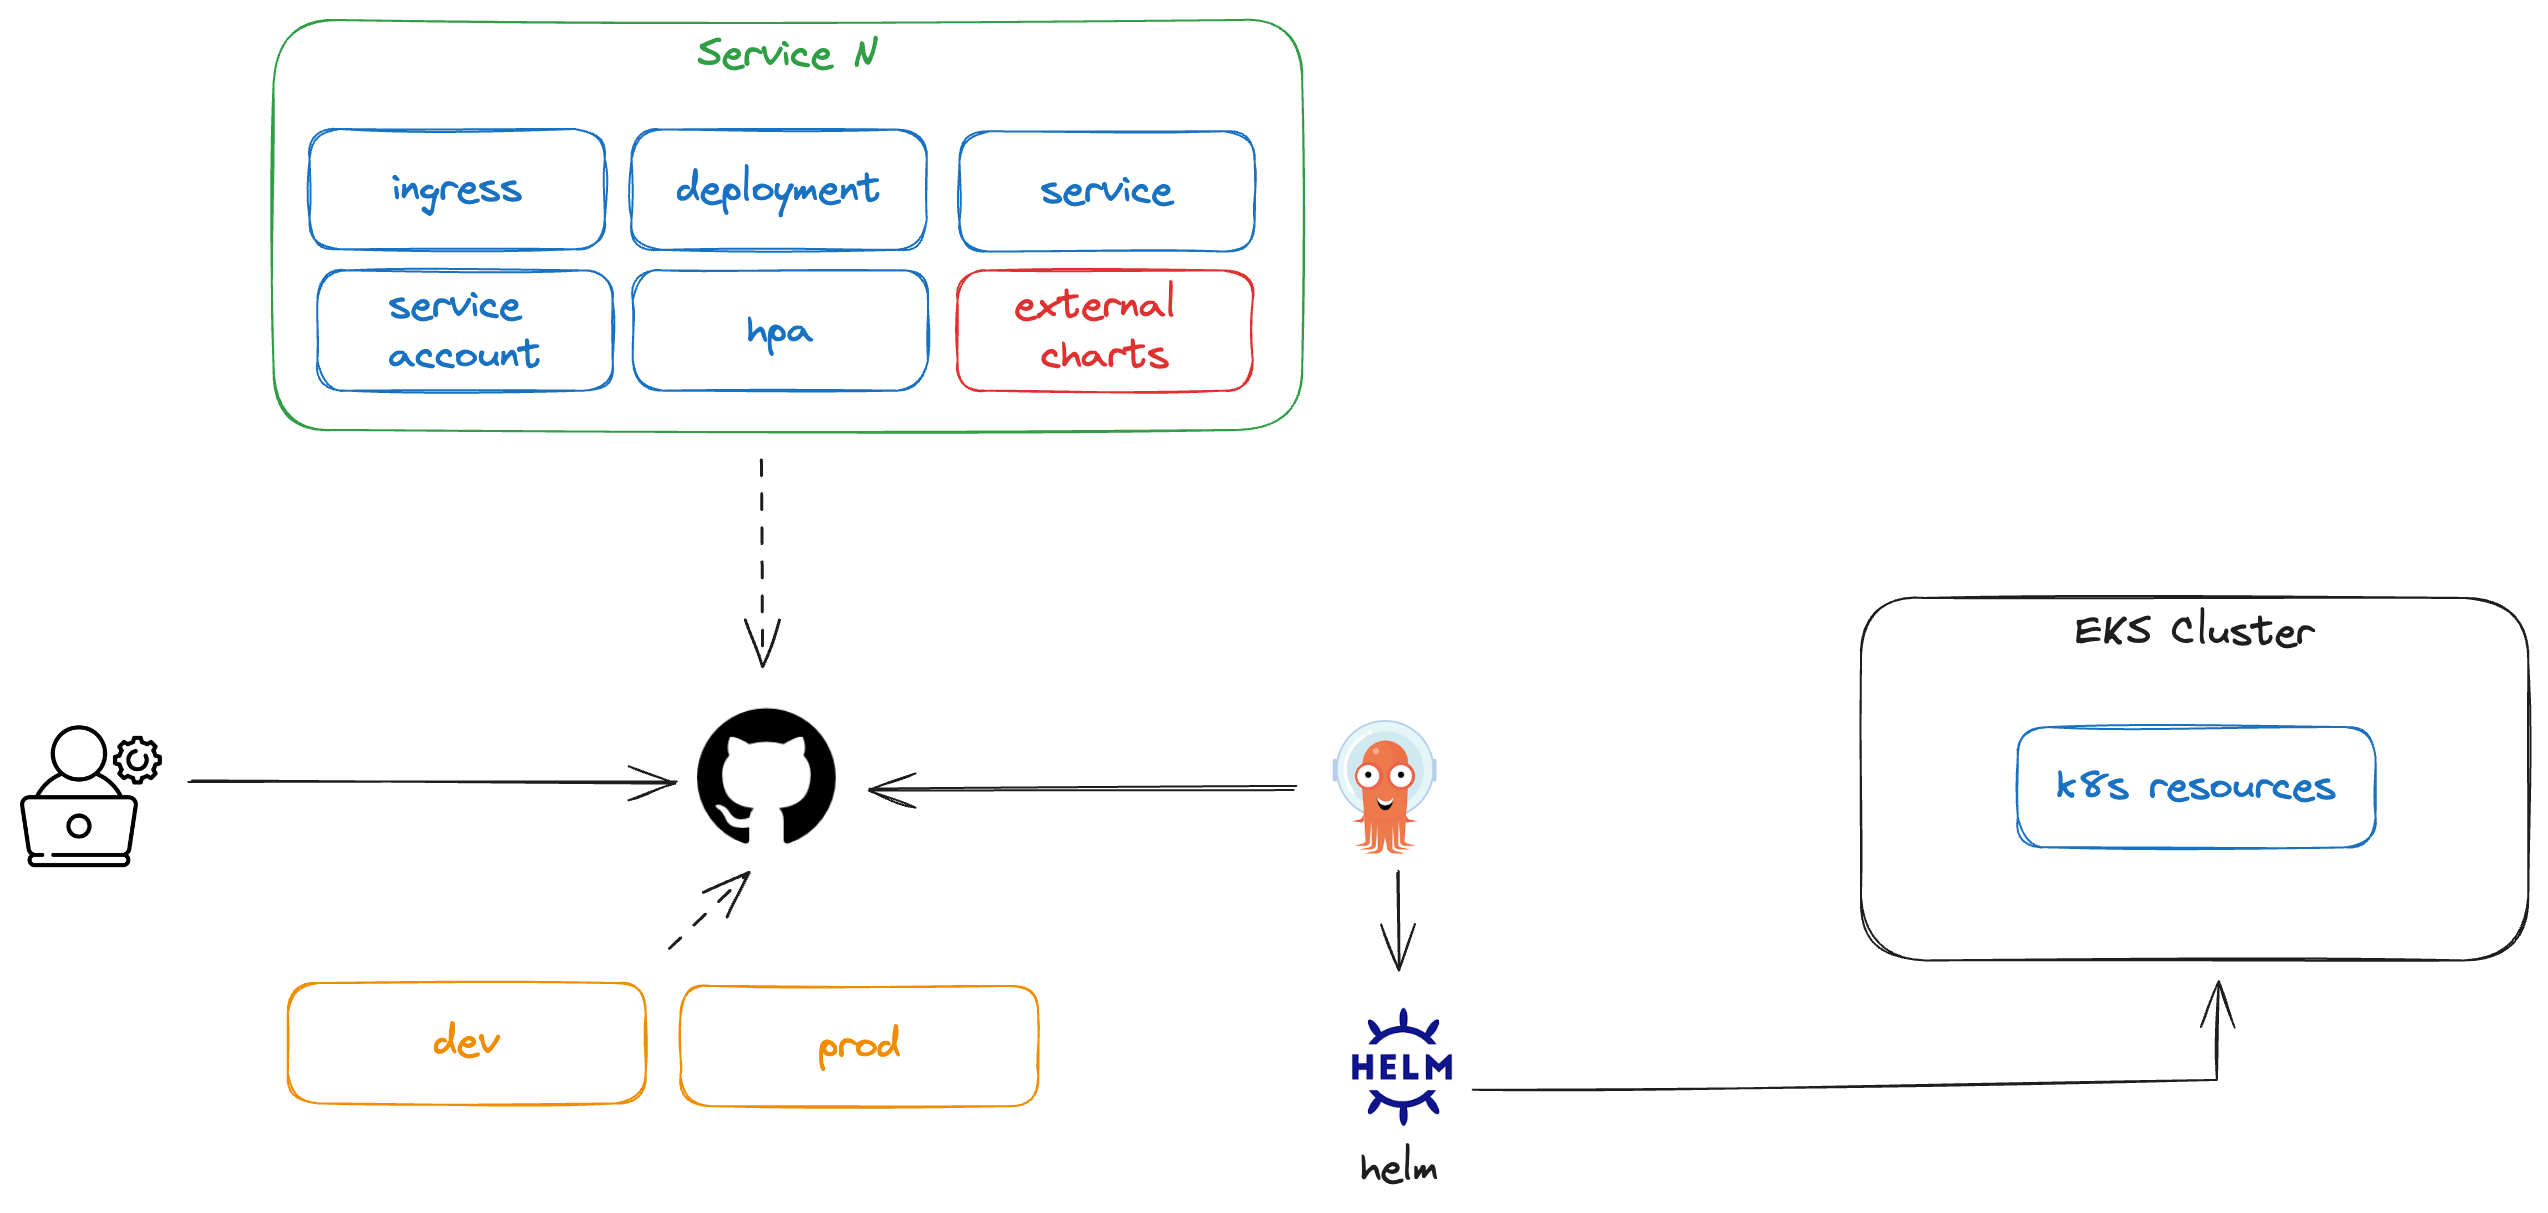 Service N
ingress
deployment
service
service
account
hpa
external
charts
EKS Cluster
k8s resources
dev
prod
HELM
helm